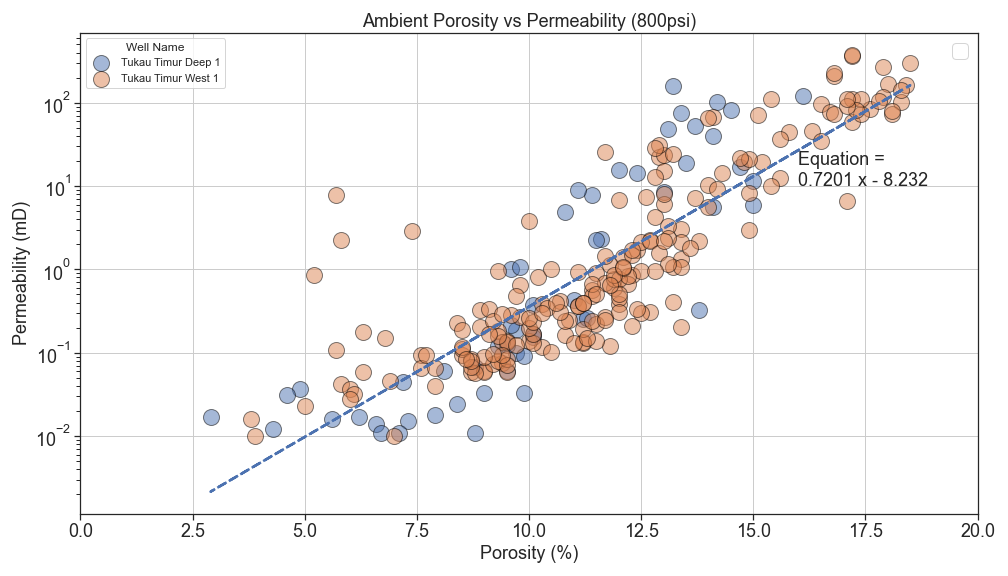 Ambient Porosity vs Permeability (800psi)
Well Name
Tukau Timur Deep 1
Tukau Timur West 1
Equation =
0.7201 x - 8.232
Permeability (mD)
10²
10¹
10⁰
10⁻¹
10⁻²
0.0 2.5 5.0 7.5 10.0 12.5 15.0 17.5 20.0
Porosity (%)